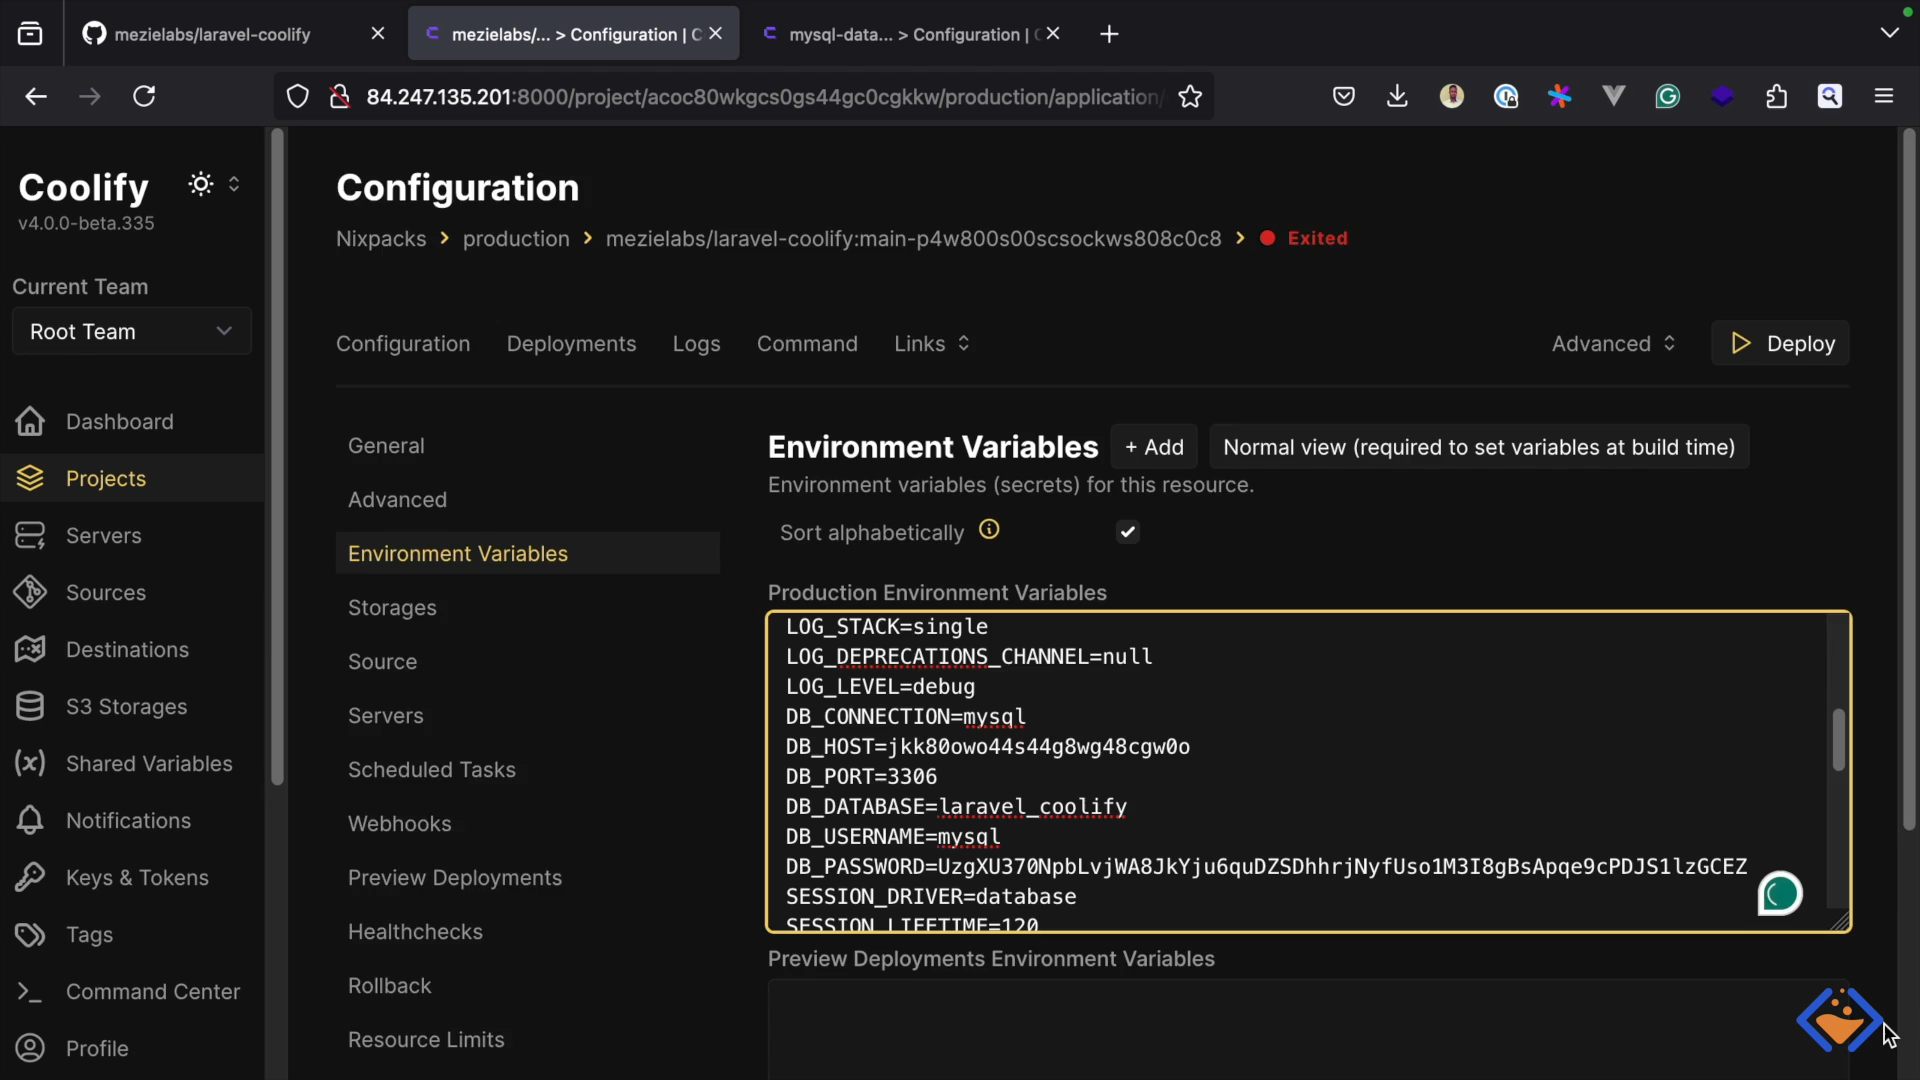 mezielabs/laravel-coolify
mezielabs/... > Configuration | C
mysql-data... > Configuration |
84.247.135.201:8000/project/acoc80wkgcs0gs44gc0cgkkw/production/application/
Coolify
v4.0.0-beta.335
Current Team
Root Team
Dashboard
Projects
Servers
Sources
Destinations
S3 Storages
Shared Variables
Notifications
Keys & Tokens
Tags
Command Center
Profile
Configuration
Nixpacks > production > mezielabs/laravel-coolify:main-p4w800s00scsockws808c0c8 > Exited
Configuration Deployments Logs Command Links Advanced Deploy
General
Advanced
Environment Variables
Storages
Source
Servers
Scheduled Tasks
Webhooks
Preview Deployments
Healthchecks
Rollback
Resource Limits
Environment Variables + Add Normal view (required to set variables at build time)
Environment variables (secrets) for this resource.
Sort alphabetically
Production Environment Variables
LOG_STACK=single
LOG_DEPRECATIONS_CHANNEL=null
LOG_LEVEL=debug
DB_CONNECTION=mysql
DB_HOST=jkk80owo44s44g8wg48cgw0o
DB_PORT=3306
DB_DATABASE=laravel_coolify
DB_USERNAME=mysql
DB_PASSWORD=UzgXU370NpbLvjWA8JkYju6quDZSDhhrjNyfUso1M3I8gBsApqe9cPDJS1lzGCEZ
SESSION_DRIVER=database
SESSION_LIFETIME=120
Preview Deployments Environment Variables